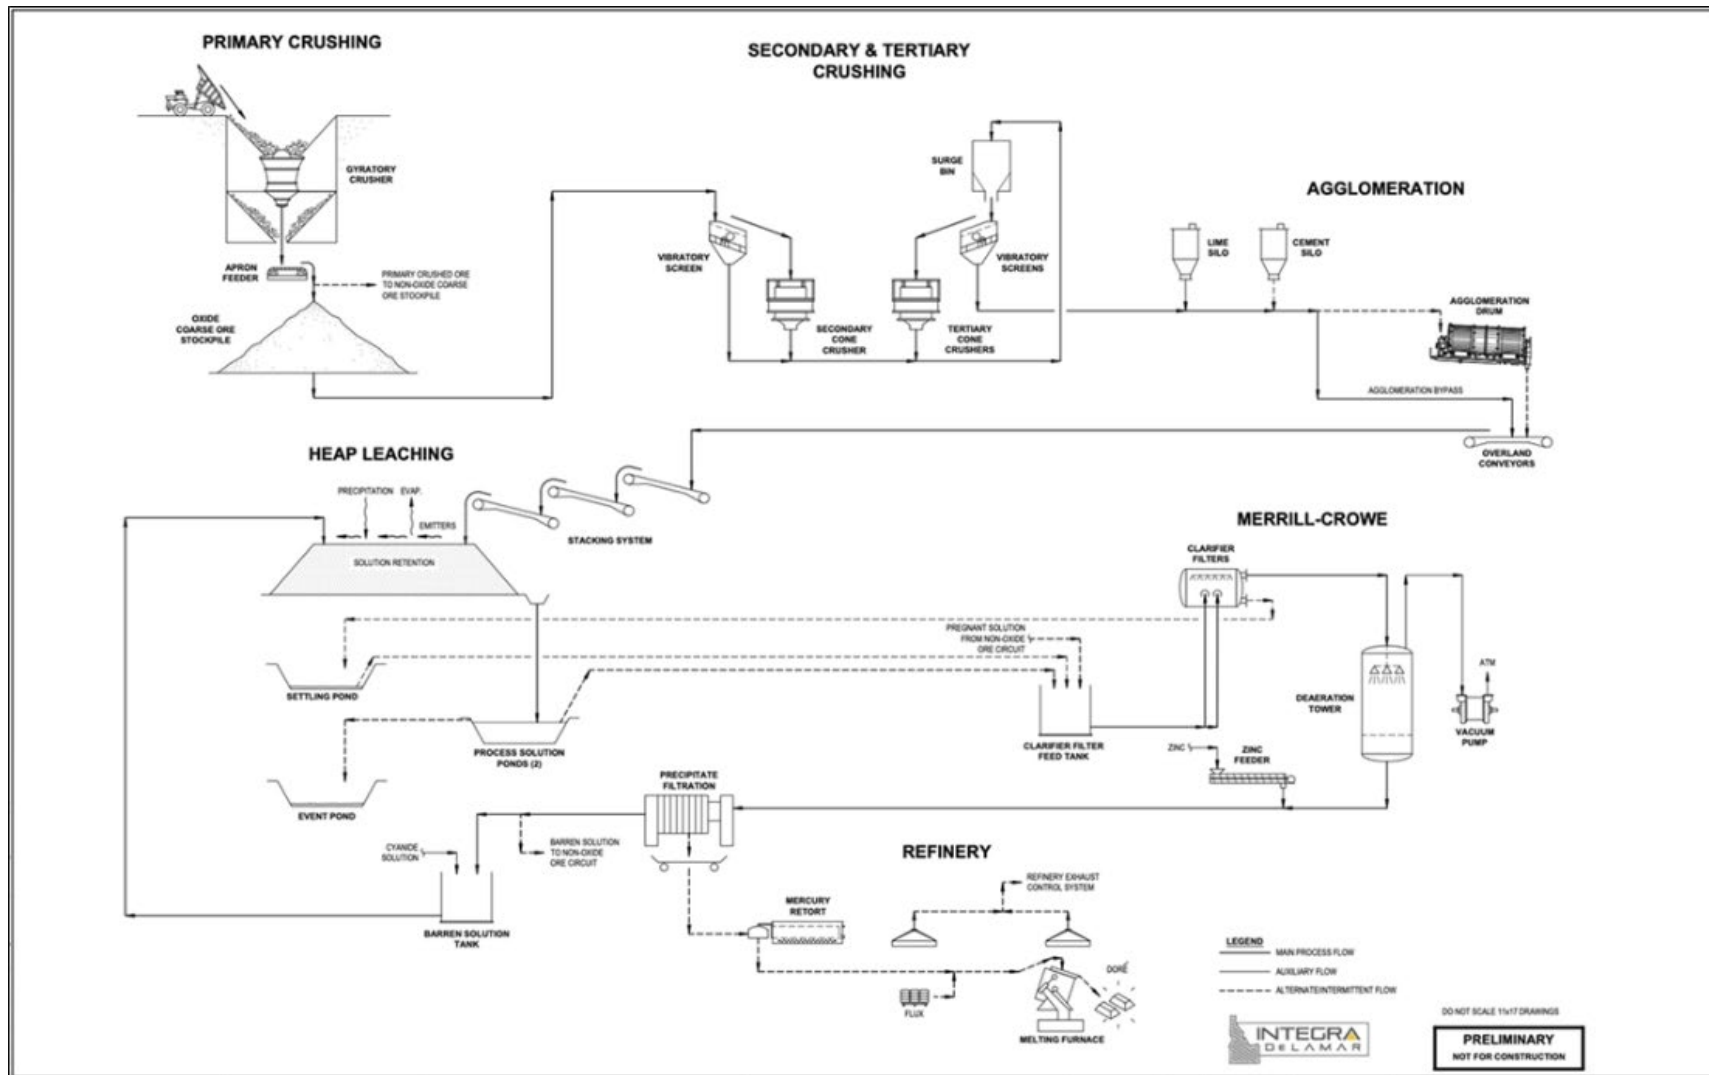 PRIMARY CRUSHING
GYRATORY
CRUSHER
APRON
FEEDER
PRIMARY CRUSHED ORE
TO NON-OXIDE COARSE
ORE STOCKPILE
OXIDE
COARSE ORE
STOCKPILE
SECONDARY & TERTIARY
CRUSHING
SURGE
BIN
VIBRATORY
SCREEN
VIBRATORY
SCREENS
SECONDARY
CONE
CRUSHER
TERTIARY
CONE
CRUSHERS
AGGLOMERATION
LIME
SILO
CEMENT
SILO
AGGLOMERATION
DRUM
AGGLOMERATION BYPASS
OVERLAND
CONVEYORS
HEAP LEACHING
PRECIPITATION
EVAP.
EMITTERS
SOLUTION RETENTION
STACKING SYSTEM
SETTLING POND
PROCESS SOLUTION
PONDS (2)
EVENT POND
MERRILL-CROWE
CLARIFIER
FILTERS
PREGNANT SOLUTION
FROM NON-OXIDE
ORE CIRCUIT
CLARIFIER FILTER
FEED TANK
DEAERATION
TOWER
ATM
VACUUM
PUMP
ZINC
ZINC
FEEDER
PRECIPITATE
FILTRATION
CYANIDE
SOLUTION
BARREN SOLUTION
TO NON-OXIDE
ORE CIRCUIT
BARREN SOLUTION
TANK
REFINERY
REFINERY EXHAUST
CONTROL SYSTEM
MERCURY
RETORT
FLUX
DORÉ
MELTING FURNACE
LEGEND
MAIN PROCESS FLOW
AUXILIARY FLOW
ALTERNATE/INTERMITTENT FLOW
INTEGRA
DELAMAR
DO NOT SCALE 11x17 DRAWINGS
PRELIMINARY
NOT FOR CONSTRUCTION